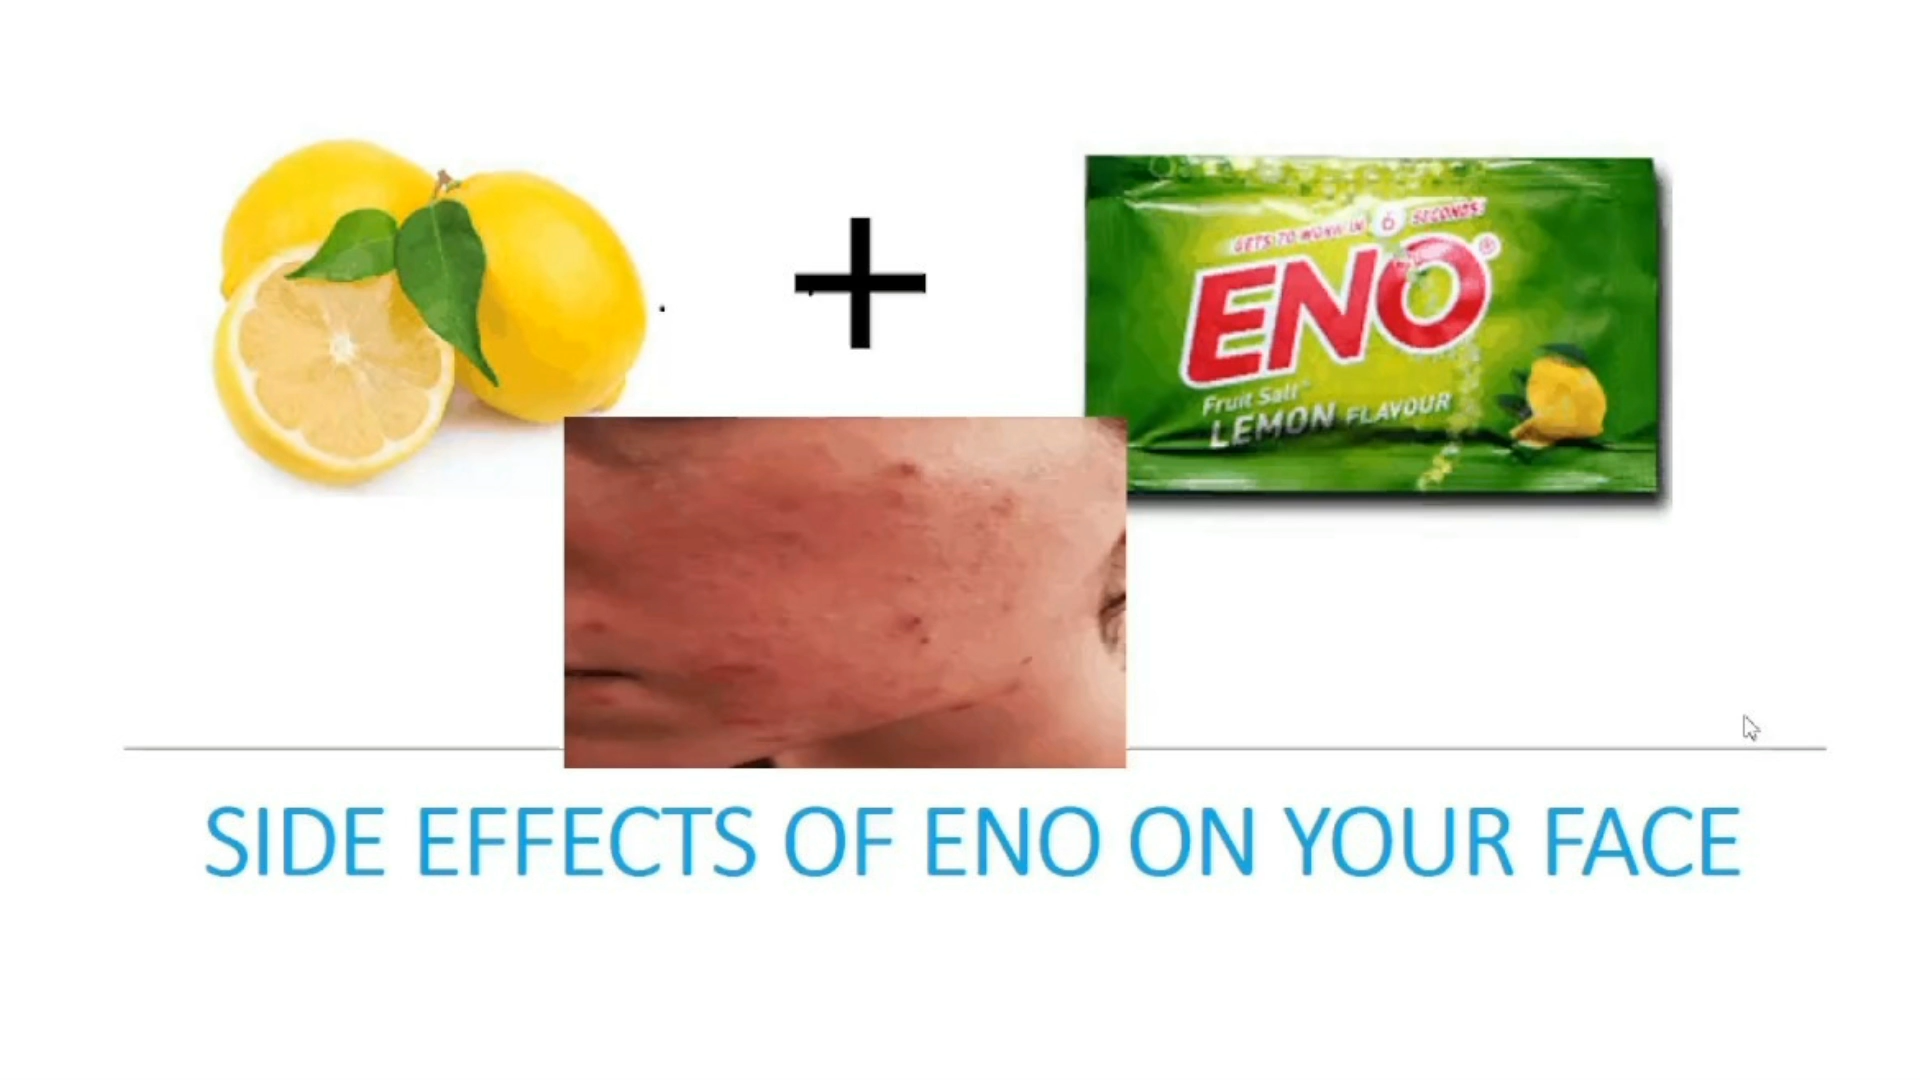 GETS TO WORK IN 6 SECONDS!
ENO®
Fruit Salt
LEMON FLAVOUR
SIDE EFFECTS OF ENO ON YOUR FACE